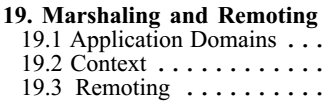 19. Marshaling and Remoting
19.1 Application Domains . . .
19.2 Context . . . . . . . . . . .
19.3 Remoting . . . . . . . . . .